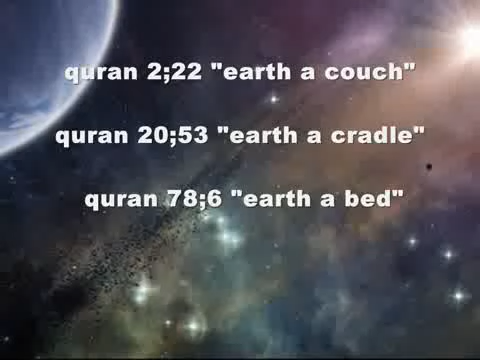 quran 2;22 "earth a couch"
quran 20;53 "earth a cradle"
quran 78;6 "earth a bed"